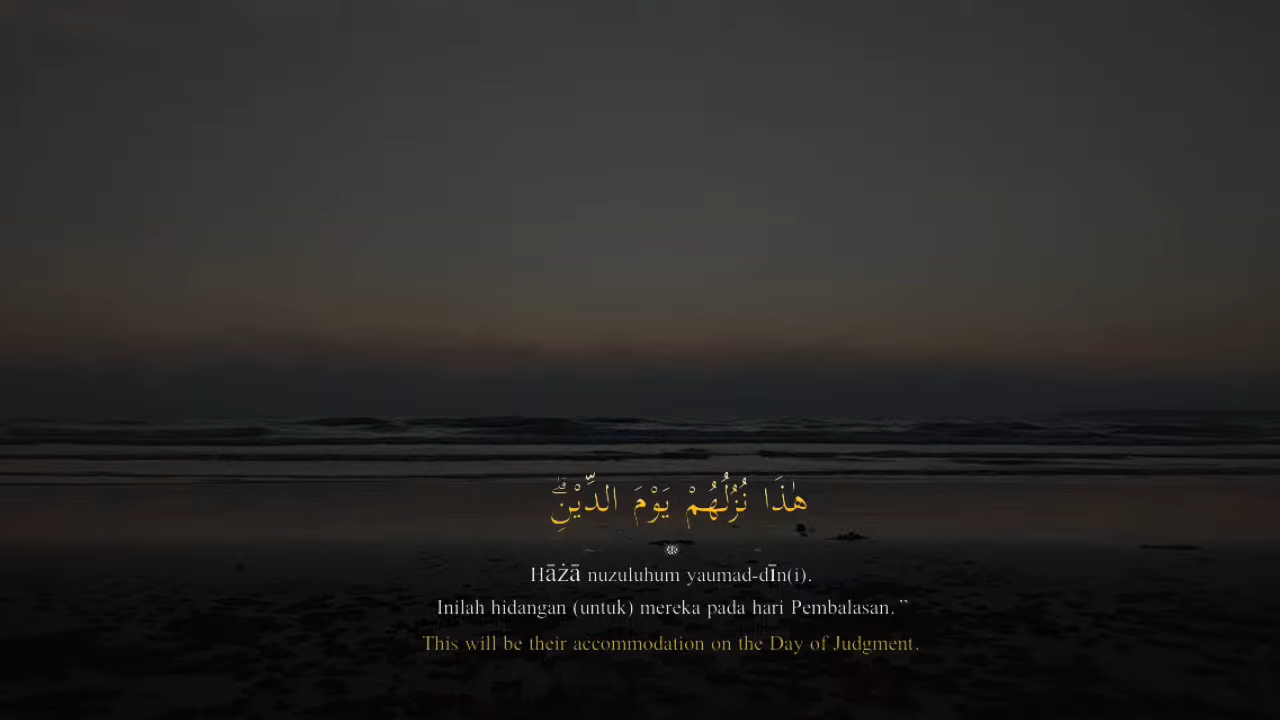 هٰذَا نُزُلُهُمْ يَوْمَ الدِّيْنِۗ
Hāżā nuzuluhum yaumad-dīn(i).
Inilah hidangan (untuk) mereka pada hari Pembalasan.”
This will be their accommodation on the Day of Judgment.